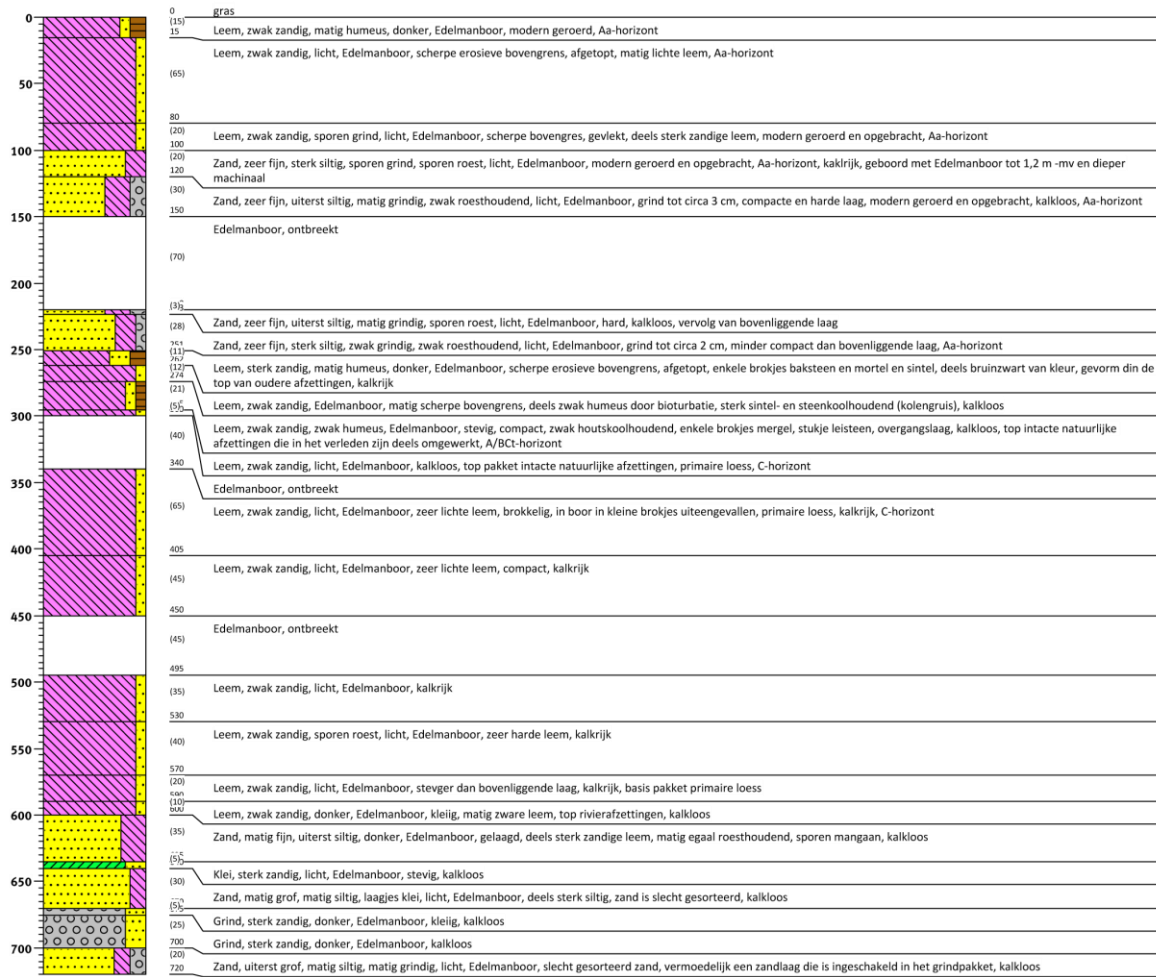 0 gras
0
(15)
15
Leem, zwak zandig, matig humeus, donker, Edelmanboor, modern geroerd, Aa-horizont
Leem, zwak zandig, licht, Edelmanboor, scherpe erosieve bovengrens, afgetopt, matig lichte leem, Aa-horizont
(65)
50
80
(20)
Leem, zwak zandig, sporen grind, licht, Edelmanboor, scherpe bovengres, gevlekt, deels sterk zandige leem, modern geroerd en opgebracht, Aa-horizont
100
100
(20)
Zand, zeer fijn, sterk siltig, sporen grind, sporen roest, licht, Edelmanboor, modern geroerd en opgebracht, Aa-horizont, kaklrijk, geboord met Edelmanboor tot 1,2 m -mv en dieper
120
machinaal
(30)
Zand, zeer fijn, uiterst siltig, matig grindig, zwak roesthoudend, licht, Edelmanboor, grind tot circa 3 cm, compacte en harde laag, modern geroerd en opgebracht, kalkloos, Aa-horizont
150
150
Edelmanboor, ontbreekt
(70)
200
(3)
Zand, zeer fijn, uiterst siltig, matig grindig, sporen roest, licht, Edelmanboor, hard, kalkloos, vervolg van bovenliggende laag
(28)
251
Zand, zeer fijn, sterk siltig, zwak grindig, zwak roesthoudend, licht, Edelmanboor, grind tot circa 2 cm, minder compact dan bovenliggende laag, Aa-horizont
250
(11)
262
(12)
Leem, sterk zandig, matig humeus, donker, Edelmanboor, scherpe erosieve bovengrens, afgetopt, enkele brokjes baksteen en mortel en sintel, deels bruinzwart van kleur, gevorm din de
274
top van oudere afzettingen, kalkrijk
(21)
Leem, zwak zandig, Edelmanboor, matig scherpe bovengrens, deels zwak humeus door bioturbatie, sterk sintel- en steenkoolhoudend (kolengruis), kalkloos
(5)
300
Leem, zwak zandig, zwak humeus, Edelmanboor, stevig, compact, zwak houtskoolhoudend, enkele brokjes mergel, stukje leisteen, overgangslaag, kalkloos, top intacte natuurlijke
(40)
afzettingen die in het verleden zijn deels omgewerkt, A/BCt-horizont
340
Leem, zwak zandig, licht, Edelmanboor, kalkloos, top pakket intacte natuurlijke afzettingen, primaire loess, C-horizont
350
Edelmanboor, ontbreekt
(65)
Leem, zwak zandig, licht, Edelmanboor, zeer lichte leem, brokkelig, in boor in kleine brokjes uiteengevallen, primaire loess, kalkrijk, C-horizont
400
405
Leem, zwak zandig, licht, Edelmanboor, zeer lichte leem, compact, kalkrijk
(45)
450
450
Edelmanboor, ontbreekt
(45)
495
500
(35)
Leem, zwak zandig, licht, Edelmanboor, kalkrijk
530
Leem, zwak zandig, sporen roest, licht, Edelmanboor, zeer harde leem, kalkrijk
(40)
550
570
(20)
Leem, zwak zandig, licht, Edelmanboor, stevger dan bovenliggende laag, kalkrijk, basis pakket primaire loess
590
(10)
600
600
Leem, zwak zandig, donker, Edelmanboor, kleiig, matig zware leem, top rivierafzettingen, kalkloos
(35)
Zand, matig fijn, uiterst siltig, donker, Edelmanboor, gelaagd, deels sterk zandige leem, matig egaal roesthoudend, sporen mangaan, kalkloos
(5)
Klei, sterk zandig, licht, Edelmanboor, stevig, kalkloos
650
(30)
Zand, matig grof, matig siltig, laagjes klei, licht, Edelmanboor, deels sterk siltig, zand is slecht gesorteerd, kalkloos
(5)
Grind, sterk zandig, donker, Edelmanboor, kleiig, kalkloos
(25)
700
700
Grind, sterk zandig, donker, Edelmanboor, kalkloos
(20)
720
Zand, uiterst grof, matig siltig, matig grindig, licht, Edelmanboor, slecht gesorteerd zand, vermoedelijk een zandlaag die is ingeschakeld in het grindpakket, kalkloos